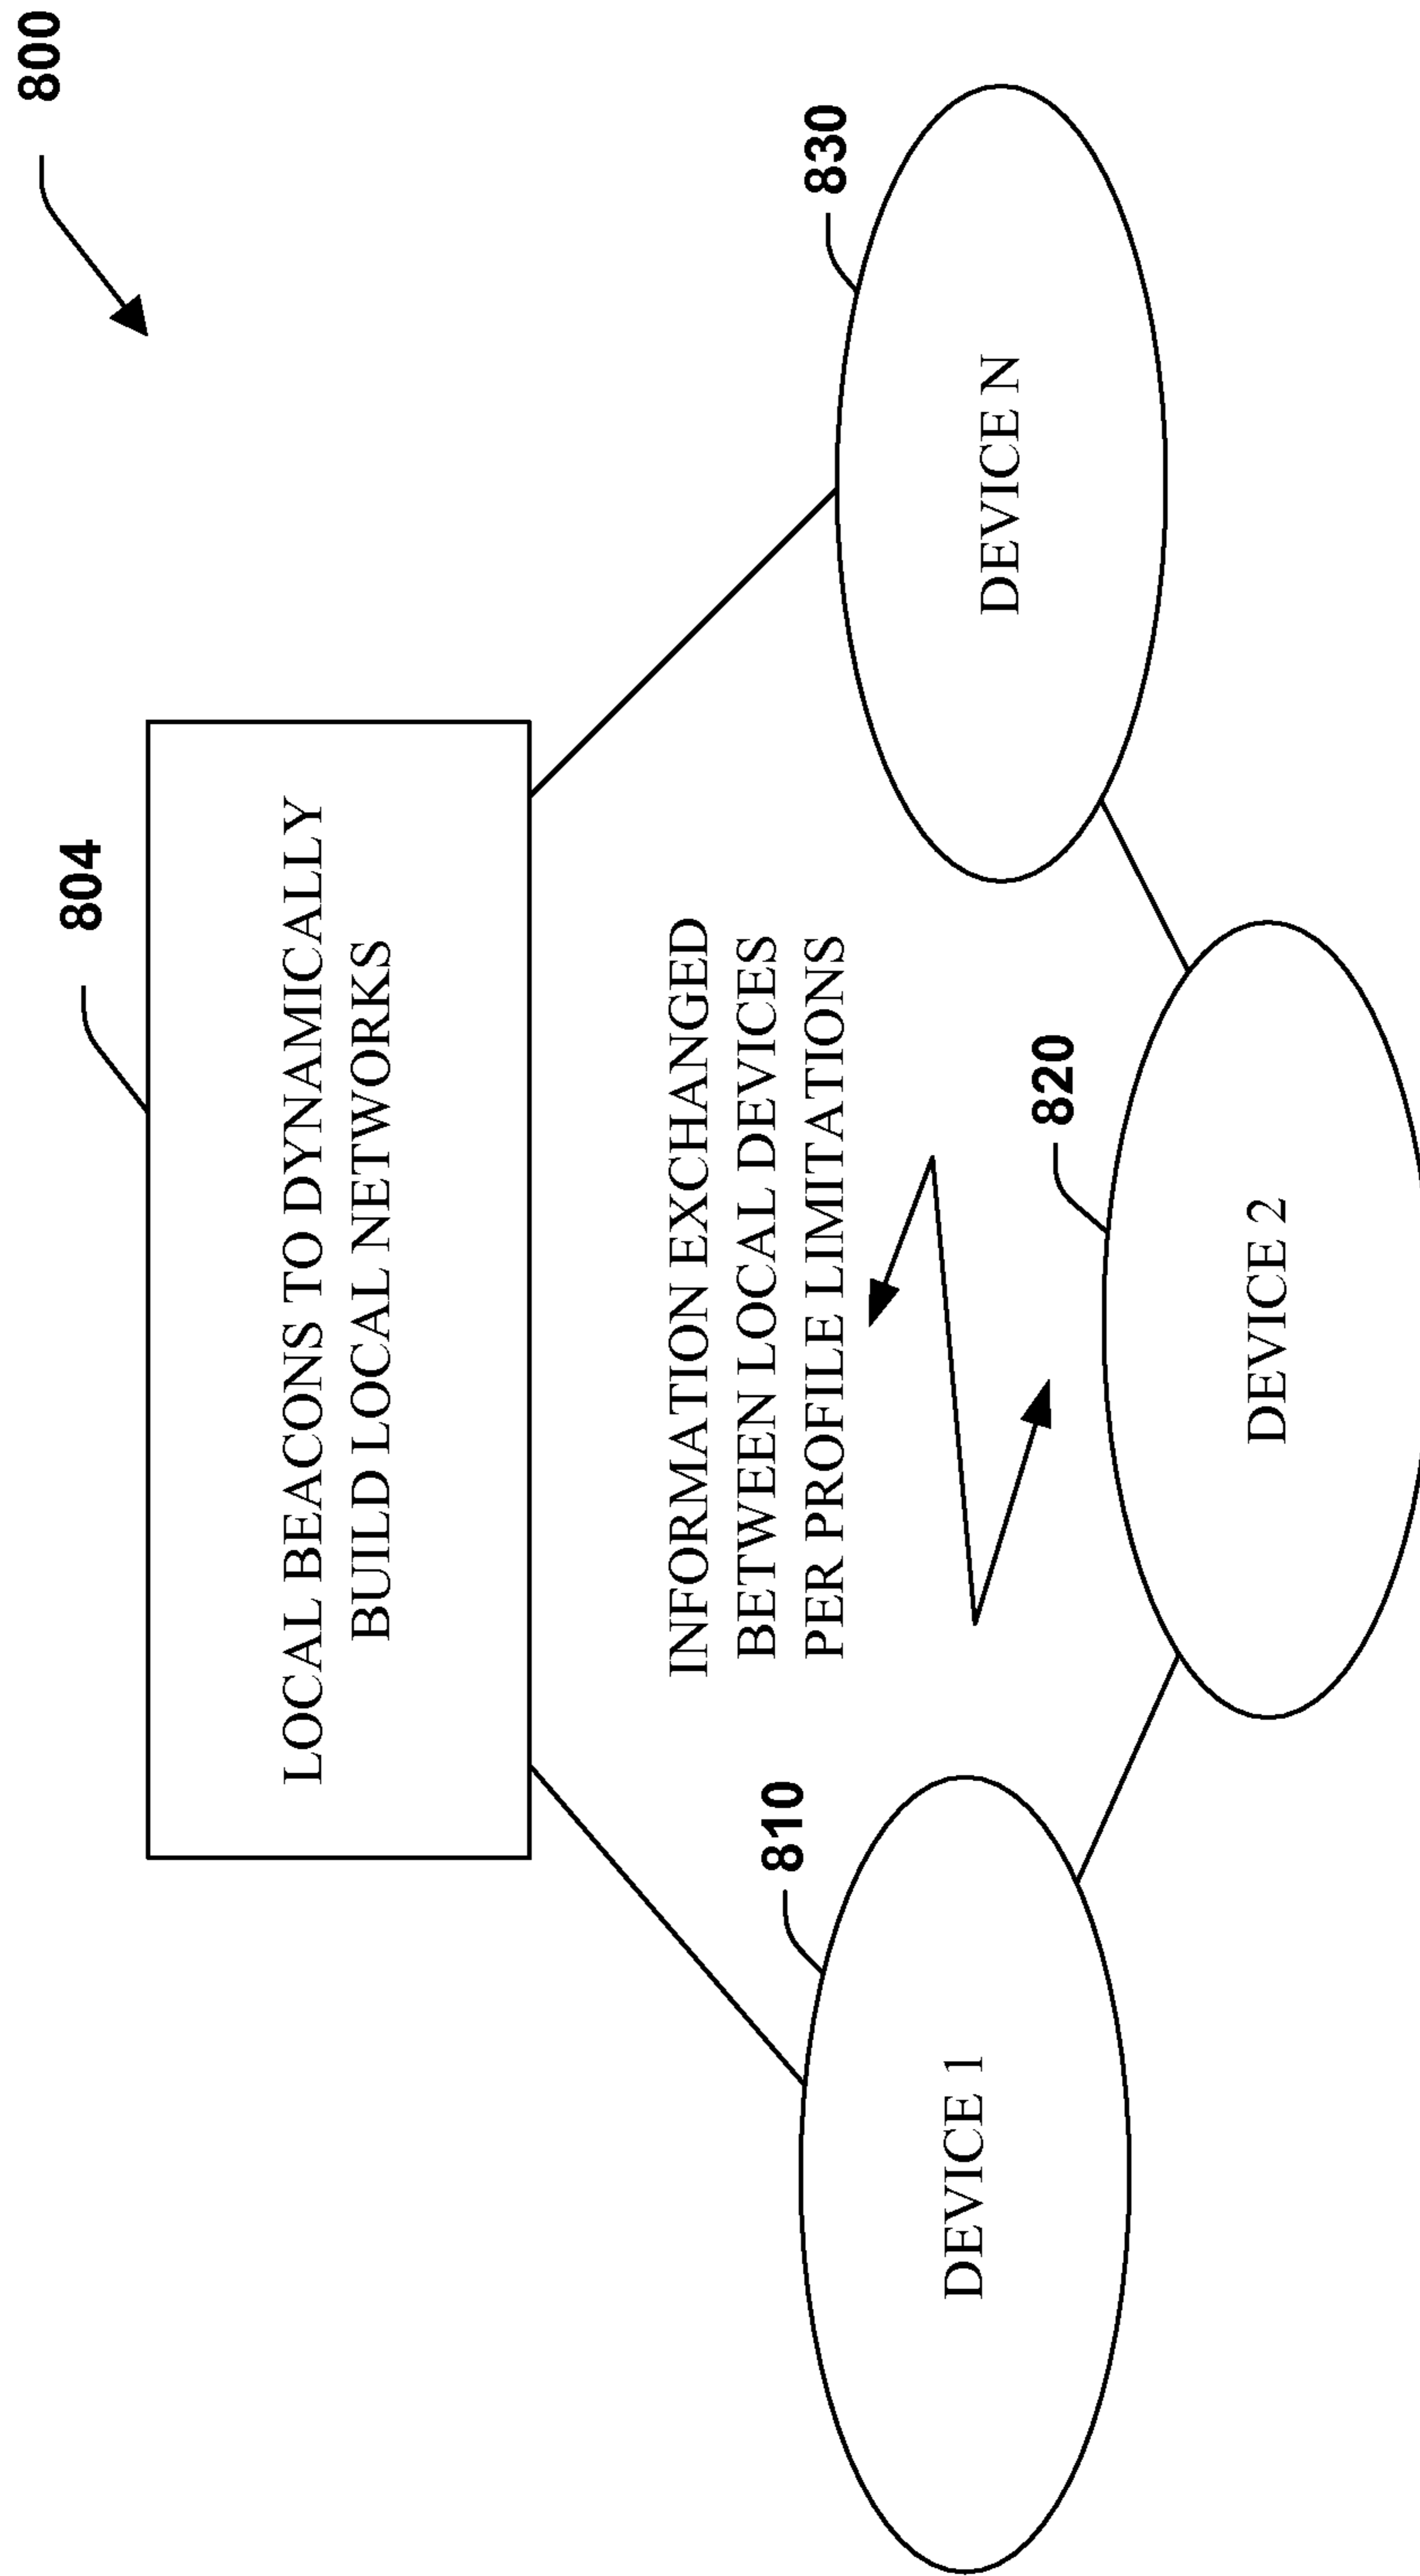 800
804
LOCAL BEACONS TO DYNAMICALLY
BUILD LOCAL NETWORKS
INFORMATION EXCHANGED
BETWEEN LOCAL DEVICES
PER PROFILE LIMITATIONS
810
DEVICE 1
820
DEVICE 2
830
DEVICE N